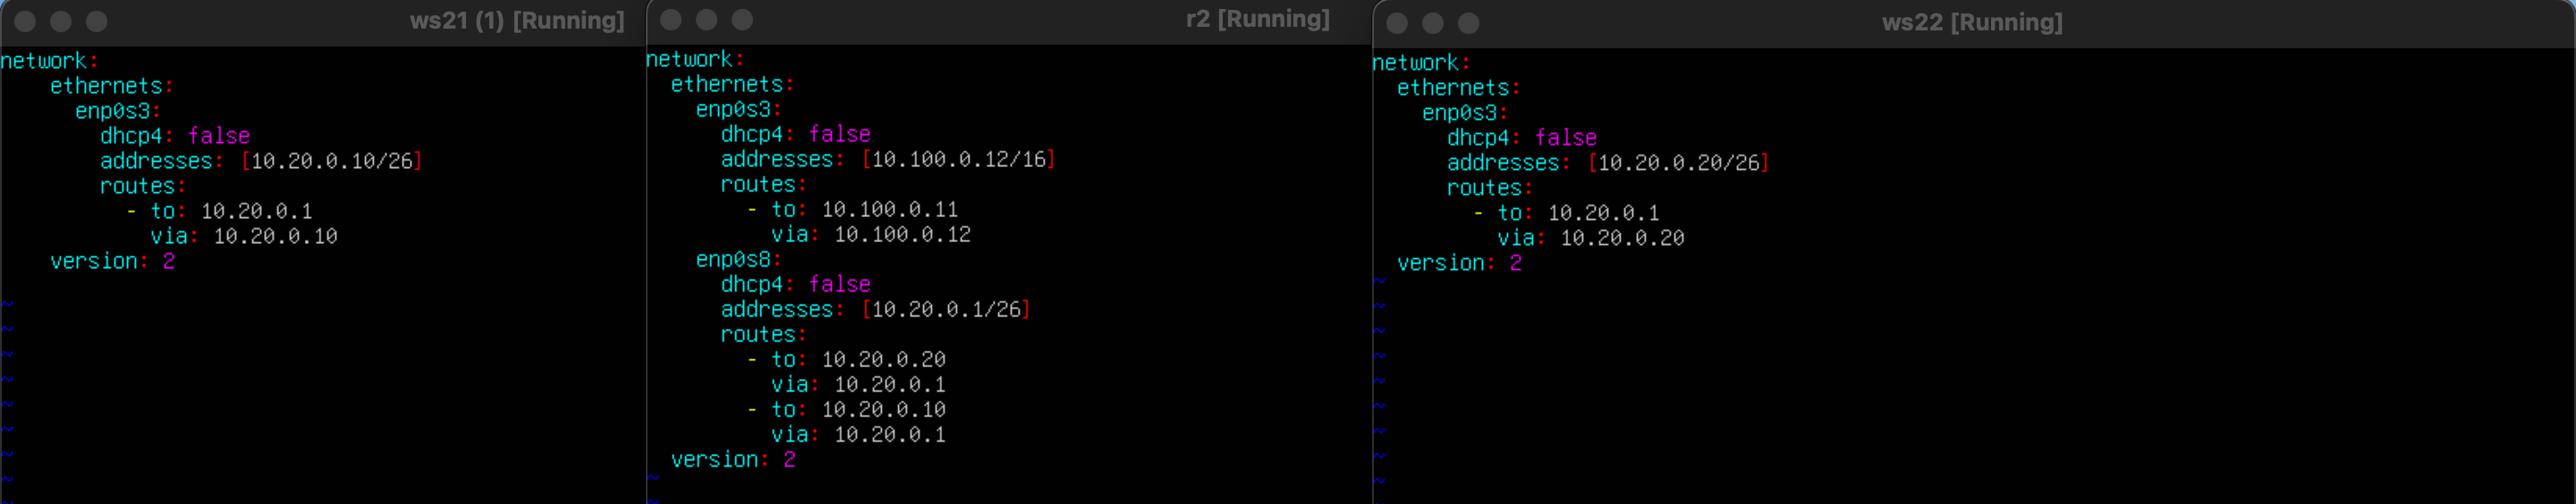 ws21 (1) [Running]
network:
    ethernets:
      enp0s3:
        dhcp4: false
        addresses: [10.20.0.10/26]
        routes:
          - to: 10.20.0.1
            via: 10.20.0.10
    version: 2
~
~
~
~
~
~
~
~
~
r2 [Running]
network:
  ethernets:
    enp0s3:
      dhcp4: false
      addresses: [10.100.0.12/16]
      routes:
        - to: 10.100.0.11
          via: 10.100.0.12
    enp0s8:
      dhcp4: false
      addresses: [10.20.0.1/26]
      routes:
        - to: 10.20.0.20
          via: 10.20.0.1
        - to: 10.20.0.10
          via: 10.20.0.1
  version: 2
~
~
ws22 [Running]
network:
  ethernets:
    enp0s3:
      dhcp4: false
      addresses: [10.20.0.20/26]
      routes:
        - to: 10.20.0.1
          via: 10.20.0.20
  version: 2
~
~
~
~
~
~
~
~
~
~